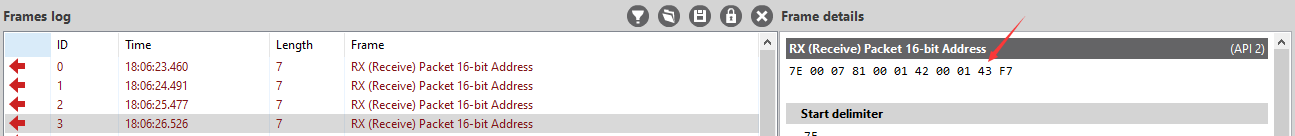 Frames log
ID Time Length Frame
0 18:06:23.460 7 RX (Receive) Packet 16-bit Address
1 18:06:24.491 7 RX (Receive) Packet 16-bit Address
2 18:06:25.477 7 RX (Receive) Packet 16-bit Address
3 18:06:26.526 7 RX (Receive) Packet 16-bit Address
Frame details
RX (Receive) Packet 16-bit Address (API 2)
7E 00 07 81 00 01 42 00 01 43 F7
Start delimiter